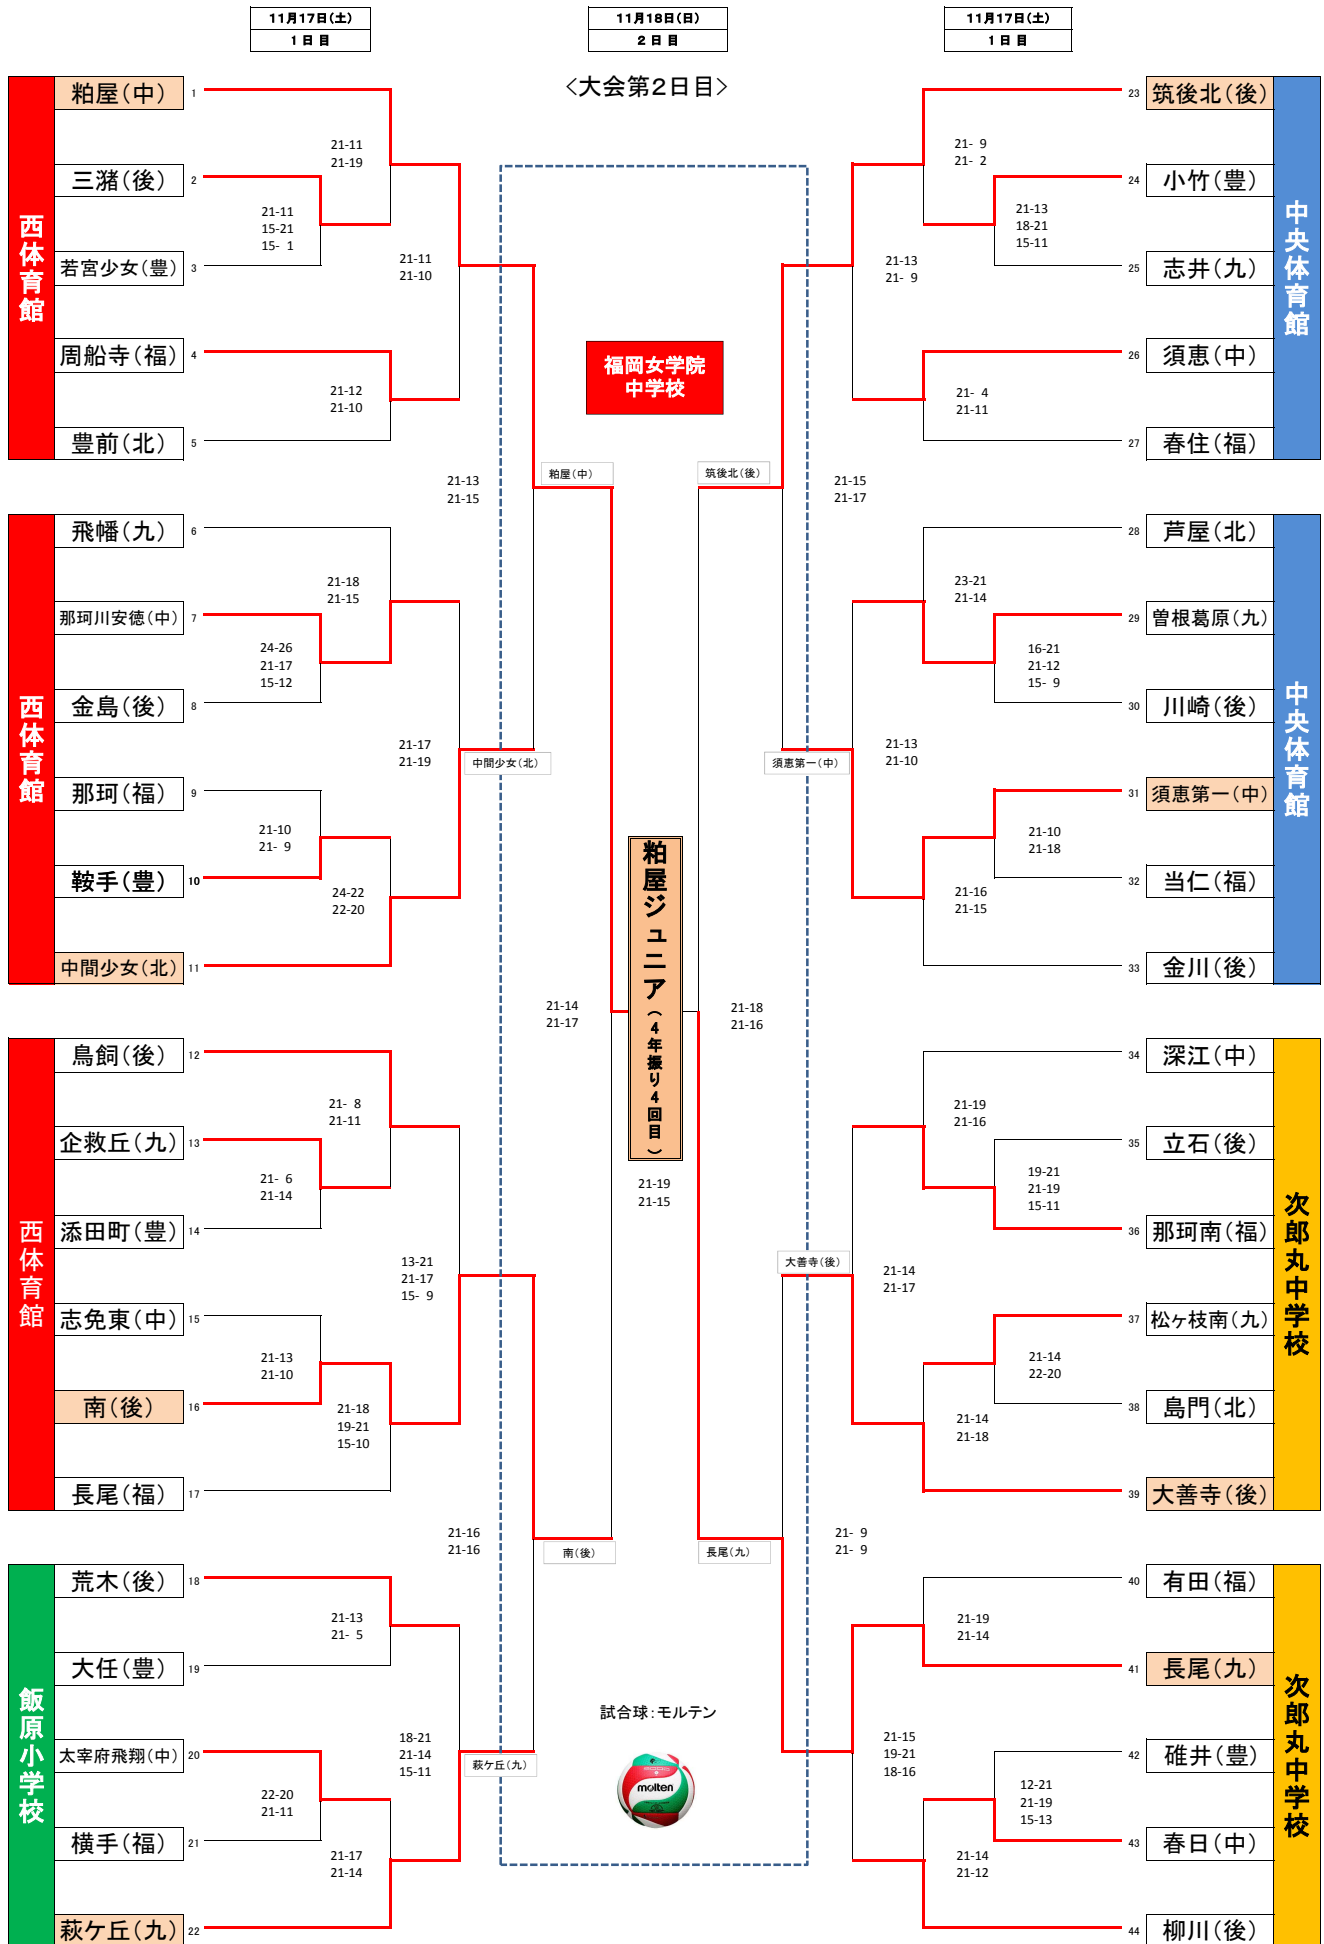 11月17日(土)
1 日 目
11月18日(日)
2 日 目
11月17日(土)
1 日 目
<大会第2日目>
西体育館
粕屋(中) 1
三潴(後) 2
若宮少女(豊) 3
周船寺(福) 4
豊前(北) 5
21-11
21-19
21-11
15-21
15- 1
21-11
21-10
21-12
21-10
21-13
21-15
西体育館
飛幡(九) 6
那珂川安徳(中) 7
金島(後) 8
那珂(福) 9
鞍手(豊) 10
中間少女(北) 11
21-18
21-15
24-26
21-17
15-12
21-17
21-19
21-10
21- 9
24-22
22-20
西体育館
鳥飼(後) 12
企救丘(九) 13
添田町(豊) 14
志免東(中) 15
南(後) 16
長尾(福) 17
21- 8
21-11
21- 6
21-14
13-21
21-17
15- 9
21-13
21-10
21-18
19-21
15-10
21-16
21-16
飯原小学校
荒木(後) 18
大任(豊) 19
太宰府飛翔(中) 20
横手(福) 21
萩ケ丘(九) 22
21-13
21- 5
18-21
21-14
15-11
22-20
21-11
21-17
21-14
福岡女学院
中学校
粕屋(中)
筑後北(後)
中間少女(北)
須恵第一(中)
粕屋ジュニア(4年振り4回目)
21-14
21-17
21-18
21-16
21-19
21-15
大善寺(後)
南(後)
長尾(九)
萩ケ丘(九)
試合球:モルテン
molten
中央体育館
23 筑後北(後)
24 小竹(豊)
25 志井(九)
26 須恵(中)
27 春住(福)
21- 9
21- 2
21-13
18-21
15-11
21-13
21- 9
21- 4
21-11
21-15
21-17
中央体育館
28 芦屋(北)
29 曽根葛原(九)
30 川崎(後)
31 須恵第一(中)
32 当仁(福)
33 金川(後)
23-21
21-14
16-21
21-12
15- 9
21-13
21-10
21-10
21-18
21-16
21-15
次郎丸中学校
34 深江(中)
35 立石(後)
36 那珂南(福)
37 松ヶ枝南(九)
38 島門(北)
39 大善寺(後)
21-19
21-16
19-21
21-19
15-11
21-14
21-17
21-14
22-20
21-14
21-18
21- 9
21- 9
次郎丸中学校
40 有田(福)
41 長尾(九)
42 碓井(豊)
43 春日(中)
44 柳川(後)
21-19
21-14
21-15
19-21
18-16
12-21
21-19
15-13
21-14
21-12